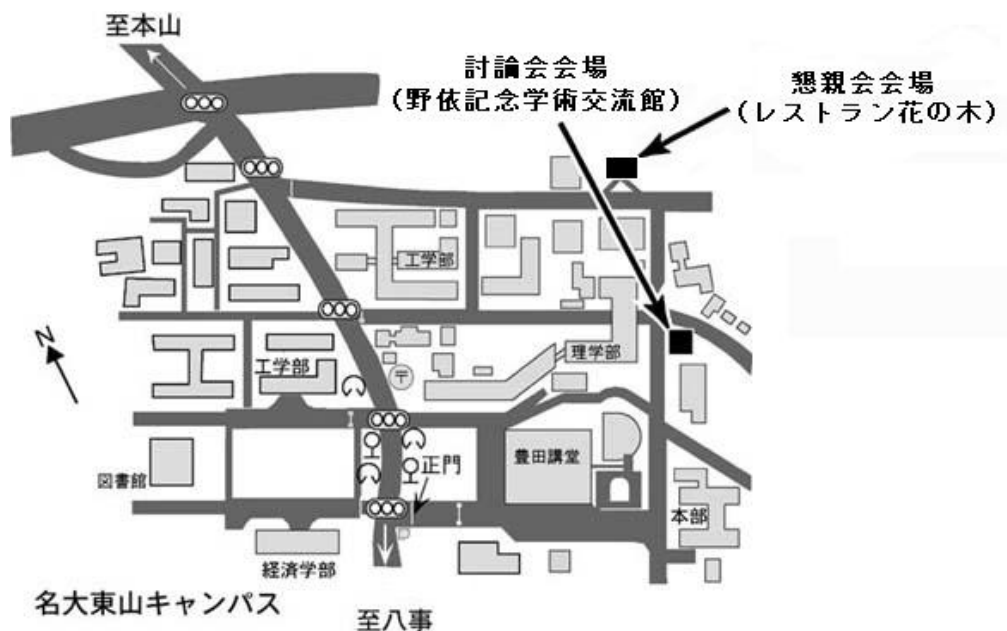 至本山
討論会会場
（野依記念学術交流館）
懇親会会場
（レストラン花の木）
工学部
N
工学部
〒
理学部
図書館
正門
豊田講堂
本部
経済学部
名大東山キャンパス
至八事